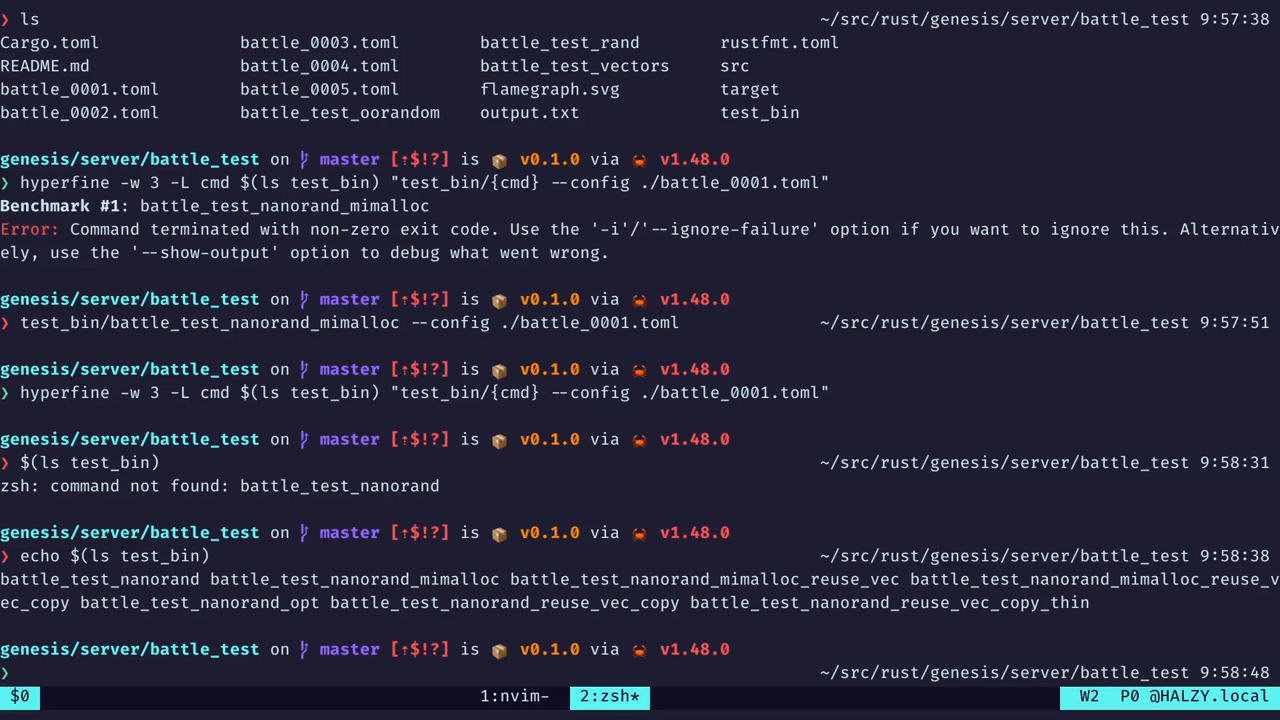 ❯ ls ~/src/rust/genesis/server/battle_test 9:57:38
Cargo.toml battle_0003.toml battle_test_rand rustfmt.toml
README.md battle_0004.toml battle_test_vectors src
battle_0001.toml battle_0005.toml flamegraph.svg target
battle_0002.toml battle_test_oorandom output.txt test_bin
genesis/server/battle_test on master [⇡$!?] is 📦 v0.1.0 via 🦀 v1.48.0
❯ hyperfine -w 3 -L cmd $(ls test_bin) "test_bin/{cmd} --config ./battle_0001.toml"
Benchmark #1: battle_test_nanorand_mimalloc
Error: Command terminated with non-zero exit code. Use the '-i'/'--ignore-failure' option if you want to ignore this. Alternativ
ely, use the '--show-output' option to debug what went wrong.
genesis/server/battle_test on master [⇡$!?] is 📦 v0.1.0 via 🦀 v1.48.0
❯ test_bin/battle_test_nanorand_mimalloc --config ./battle_0001.toml ~/src/rust/genesis/server/battle_test 9:57:51
genesis/server/battle_test on master [⇡$!?] is 📦 v0.1.0 via 🦀 v1.48.0
❯ hyperfine -w 3 -L cmd $(ls test_bin) "test_bin/{cmd} --config ./battle_0001.toml"
genesis/server/battle_test on master [⇡$!?] is 📦 v0.1.0 via 🦀 v1.48.0
❯ $(ls test_bin) ~/src/rust/genesis/server/battle_test 9:58:31
zsh: command not found: battle_test_nanorand
genesis/server/battle_test on master [⇡$!?] is 📦 v0.1.0 via 🦀 v1.48.0
❯ echo $(ls test_bin) ~/src/rust/genesis/server/battle_test 9:58:38
battle_test_nanorand battle_test_nanorand_mimalloc battle_test_nanorand_mimalloc_reuse_vec battle_test_nanorand_mimalloc_reuse_v
ec_copy battle_test_nanorand_opt battle_test_nanorand_reuse_vec_copy battle_test_nanorand_reuse_vec_copy_thin
genesis/server/battle_test on master [⇡$!?] is 📦 v0.1.0 via 🦀 v1.48.0
❯ ~/src/rust/genesis/server/battle_test 9:58:48
$0 1:nvim- 2:zsh* W2 P0 @HALZY.local